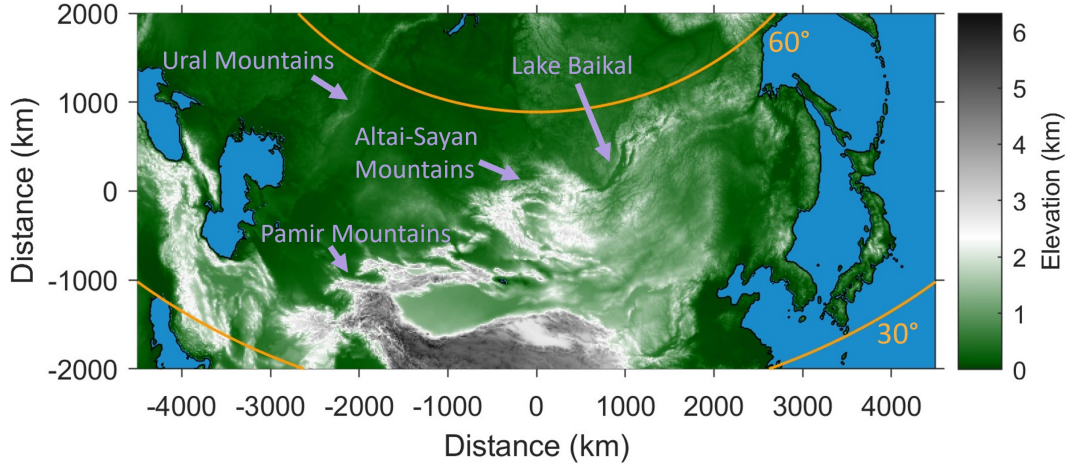 2000
1000
0
-1000
-2000
Distance (km)
Ural Mountains
Lake Baikal
60°
Altai-Sayan
Mountains
Pamir Mountains
30°
-4000 -3000 -2000 -1000 0 1000 2000 3000 4000
Distance (km)
6
5
4
3
2
1
0
Elevation (km)